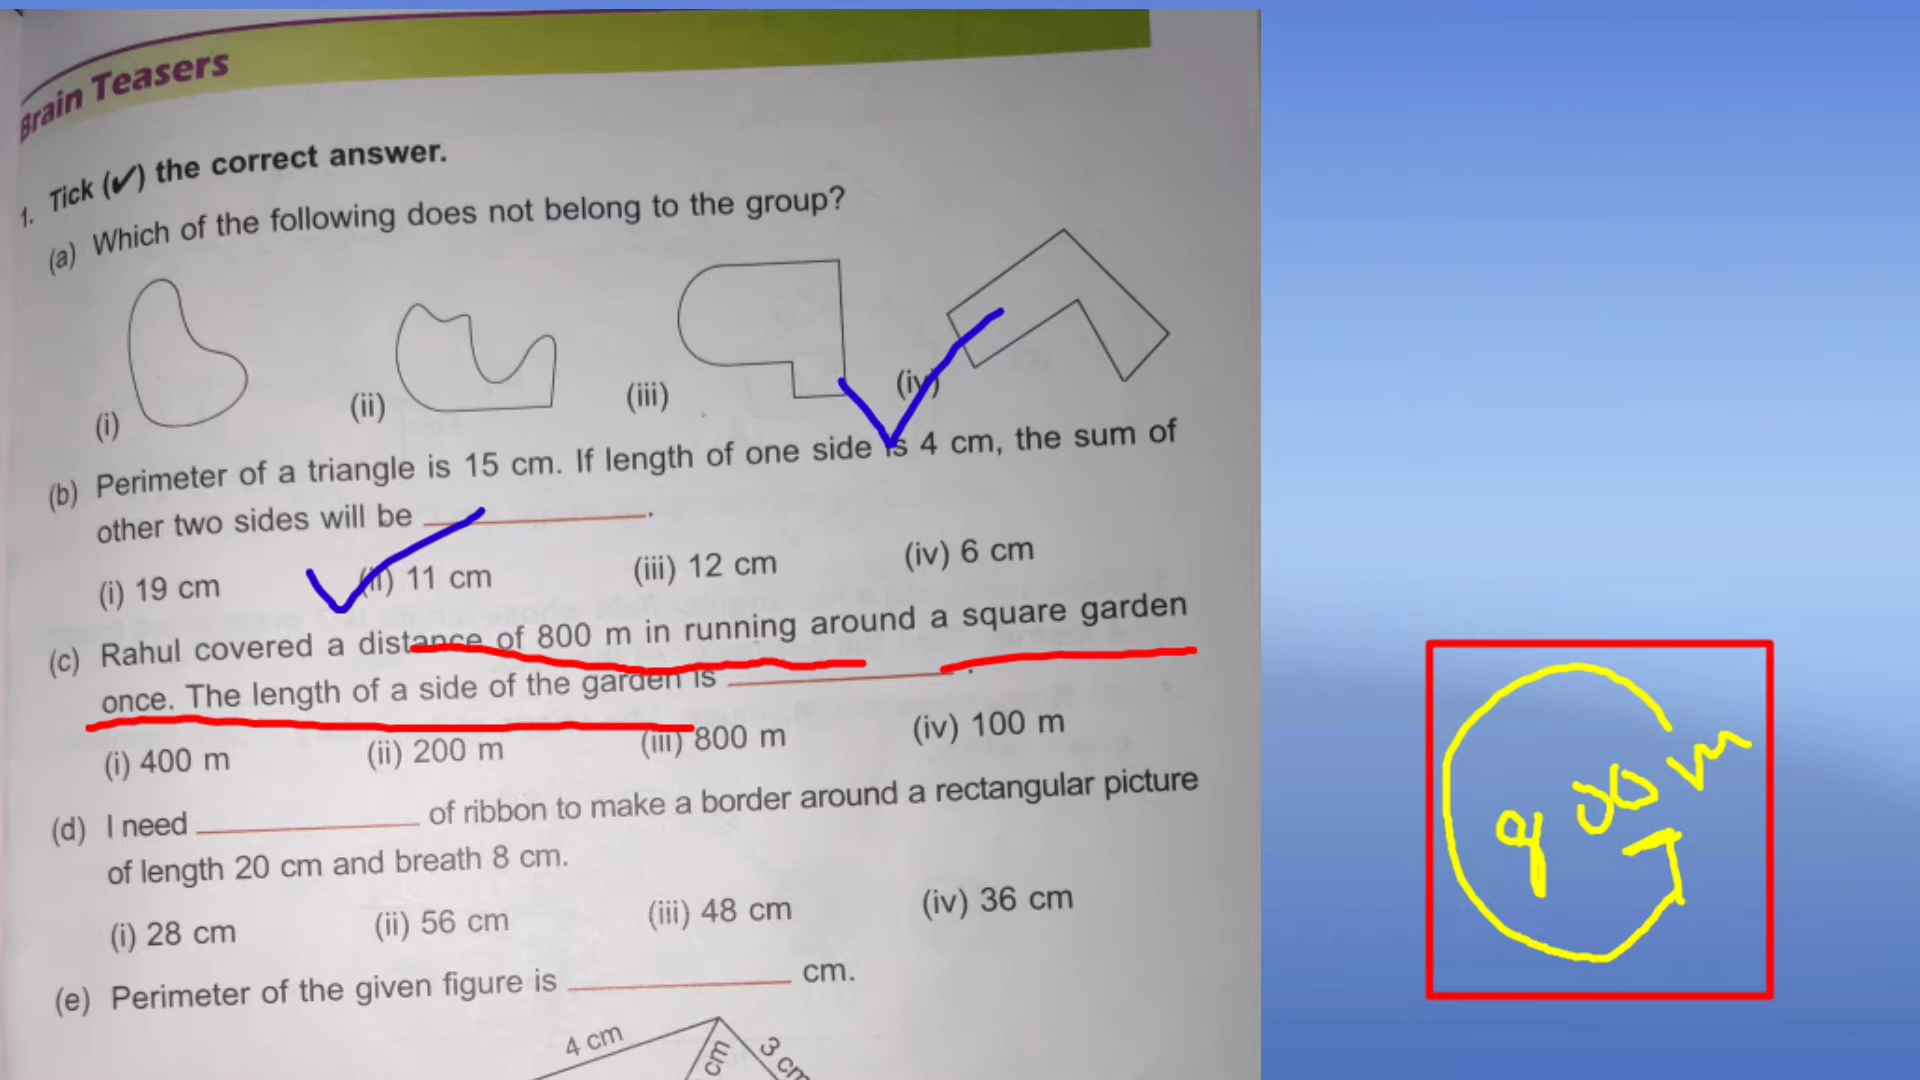 Brain Teasers
1. Tick (✓) the correct answer.
(a) Which of the following does not belong to the group?
(i) (ii) (iii) (iv)
(b) Perimeter of a triangle is 15 cm. If length of one side is 4 cm, the sum of
other two sides will be ____________.
(i) 19 cm (ii) 11 cm (iii) 12 cm (iv) 6 cm
(c) Rahul covered a distance of 800 m in running around a square garden
once. The length of a side of the garden is ____________.
(i) 400 m (ii) 200 m (iii) 800 m (iv) 100 m
(d) I need ____________ of ribbon to make a border around a rectangular picture
of length 20 cm and breath 8 cm.
(i) 28 cm (ii) 56 cm (iii) 48 cm (iv) 36 cm
(e) Perimeter of the given figure is ____________ cm.
4 cm
cm
3 cm
800 m